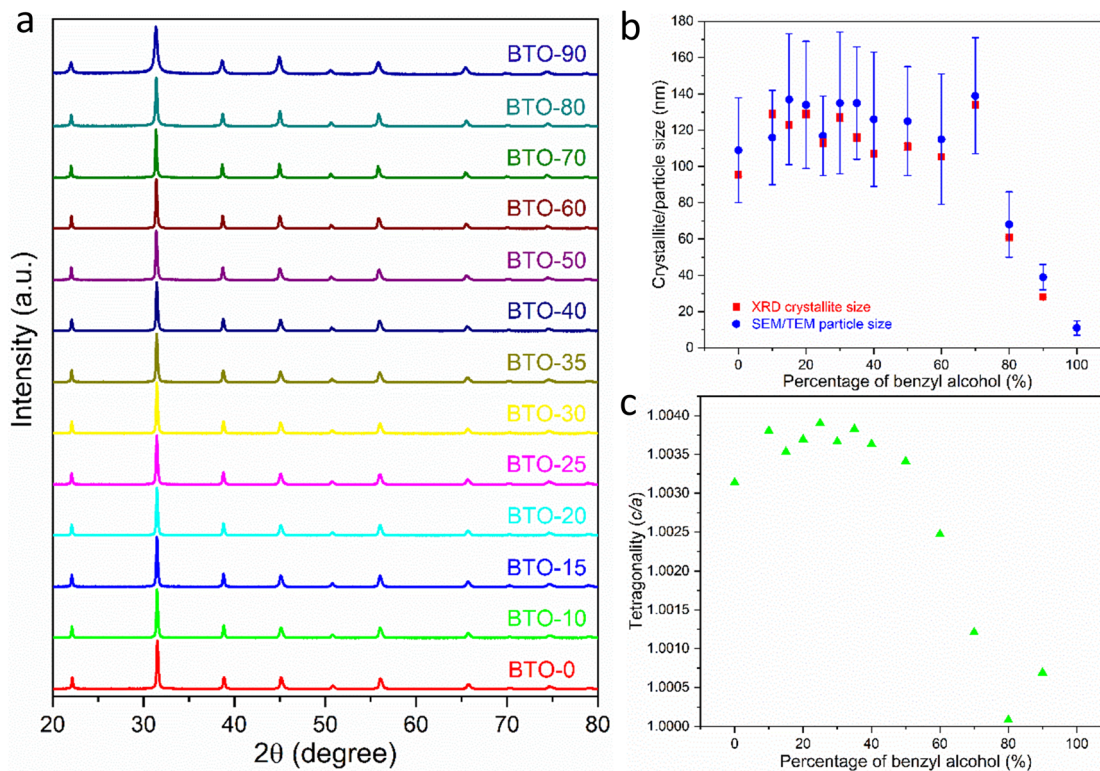 a
BTO-90
BTO-80
BTO-70
BTO-60
BTO-50
BTO-40
BTO-35
BTO-30
BTO-25
BTO-20
BTO-15
BTO-10
BTO-0
Intensity (a.u.)
20 30 40 50 60 70 80
2θ (degree)
b
180
160
140
120
100
80
60
40
20
0
Crystallite/particle size (nm)
XRD crystallite size
SEM/TEM particle size
0 20 40 60 80 100
Percentage of benzyl alcohol (%)
c
1.0040
1.0035
1.0030
1.0025
1.0020
1.0015
1.0010
1.0005
1.0000
Tetragonality (c/a)
0 20 40 60 80 100
Percentage of benzyl alcohol (%)